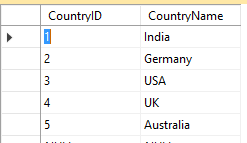 CountryID CountryName
1 India
2 Germany
3 USA
4 UK
5 Australia